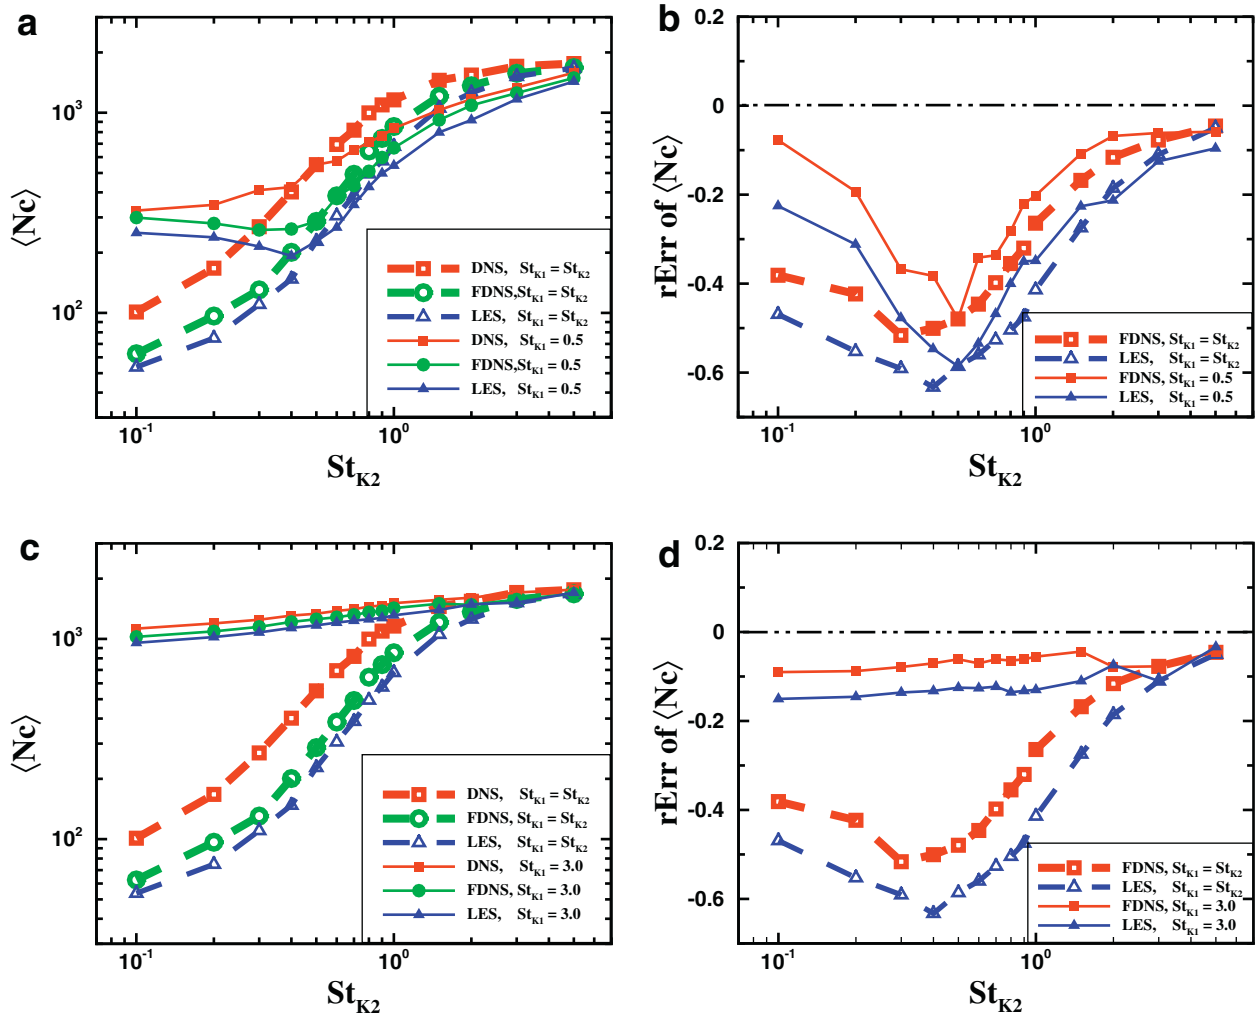 a
10³
10²
⟨Nc⟩
DNS, St_K1 = St_K2
FDNS, St_K1 = St_K2
LES, St_K1 = St_K2
DNS, St_K1 = 0.5
FDNS, St_K1 = 0.5
LES, St_K1 = 0.5
10⁻¹ 10⁰
St_K2
b
0.2
0
-0.2
-0.4
-0.6
rErr of ⟨Nc⟩
FDNS, St_K1 = St_K2
LES, St_K1 = St_K2
FDNS, St_K1 = 0.5
LES, St_K1 = 0.5
10⁻¹ 10⁰
St_K2
c
10³
10²
⟨Nc⟩
DNS, St_K1 = St_K2
FDNS, St_K1 = St_K2
LES, St_K1 = St_K2
DNS, St_K1 = 3.0
FDNS, St_K1 = 3.0
LES, St_K1 = 3.0
10⁻¹ 10⁰
St_K2
d
0.2
0
-0.2
-0.4
-0.6
rErr of ⟨Nc⟩
FDNS, St_K1 = St_K2
LES, St_K1 = St_K2
FDNS, St_K1 = 3.0
LES, St_K1 = 3.0
10⁻¹ 10⁰
St_K2